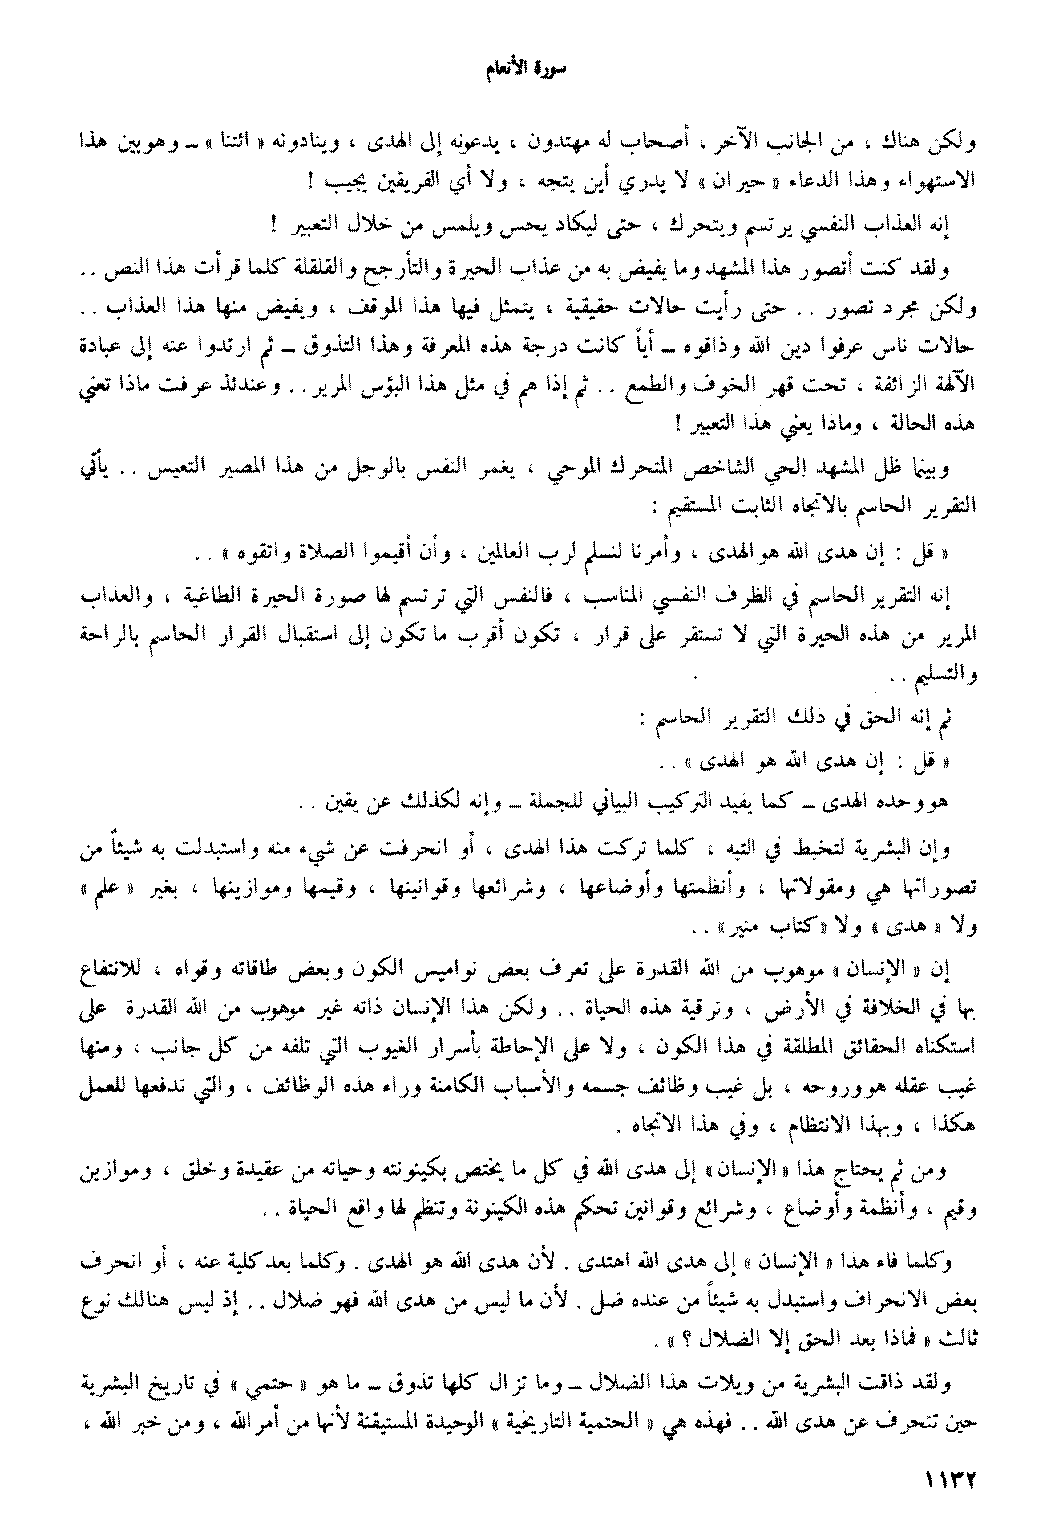 سورة الأنعام
ولكن هناك ، من الجانب الآخر ، أصحاب له مهتدون ، يدعونه إلى الهدى ، وينادونه « ائتنا » ــ وهو بين هذا
الاستهواء وهذا الدعاء « حيران » لا يدري أين يتجه ، ولا أي الفريقين يجيب !
إنه العذاب النفسي يرتسم ويتحرك ، حتى ليكاد يحس ويلمس من خلال التعبير !
ولقد كنت أتصور هذا المشهد وما يفيض به من عذاب الحيرة والتأرجح والقلقلة كلما قرأت هذا النص ..
ولكن مجرد تصور .. حتى رأيت حالات حقيقية ، يتمثل فيها هذا الموقف ، ويفيض منها هذا العذاب ..
حالات ناس عرفوا دين الله وذاقوه ــ أياً كانت درجة هذه المعرفة وهذا التذوق ــ ثم ارتدوا عنه إلى عبادة
الآلهة الزائفة ، تحت قهر الخوف والطمع .. ثم إذا هم في مثل هذا البؤس المرير .. وعندئذ عرفت ماذا تعني
هذه الحالة ، وماذا يعني هذا التعبير !
وبينما ظل المشهد الحي الشاخص المتحرك الموحي ، يغمر النفس بالوجل من هذا المصير التعيس .. يأتي
التقرير الحاسم بالاتجاه الثابت المستقيم :
« قل : إن هدى الله هو الهدى ، وأمرنا لنسلم لرب العالمين ، وأن أقيموا الصلاة واتقوه » ..
إنه التقرير الحاسم في الظرف النفسي المناسب ، فالنفس التي ترتسم لها صورة الحيرة الطاغية ، والعذاب
المرير من هذه الحيرة التي لا تستقر على قرار ، تكون أقرب ما تكون إلى استقبال القرار الحاسم بالراحة
والتسليم ..
ثم إنه الحق في ذلك التقرير الحاسم :
« قل : إن هدى الله هو الهدى » ..
هو وحده الهدى ــ كما يفيد التركيب البياني للجملة ــ وإنه لكذلك عن يقين ..
وإن البشرية لتخبط في التيه ، كلما تركت هذا الهدى ، أو انحرفت عن شيء منه واستبدلت به شيئاً من
تصوراتها هي ومقولاتها ، وأنظمتها وأوضاعها ، وشرائعها وقوانينها ، وقيمها وموازينها ، بغير « علم »
ولا « هدى » ولا « كتاب منير » ..
إن « الإنسان » موهوب من الله القدرة على تعرف بعض نواميس الكون وبعض طاقاته وقواه ، للانتفاع
بها في الخلافة في الأرض ، وترقية هذه الحياة .. ولكن هذا الإنسان ذاته غير موهوب من الله القدرة على
استكناه الحقائق المطلقة في هذا الكون ، ولا على الإحاطة بأسرار الغيوب التي تلفه من كل جانب ، ومنها
غيب عقله هو وروحه ، بل غيب وظائف جسمه والأسباب الكامنة وراء هذه الوظائف ، والتي تدفعها للعمل
هكذا ، وبهذا الانتظام ، وفي هذا الاتجاه .
ومن ثم يحتاج هذا « الإنسان » إلى هدى الله في كل ما يختص بكينونته وحياته من عقيدة وخلق ، وموازين
وقيم ، وأنظمة وأوضاع ، وشرائع وقوانين تحكم هذه الكينونة وتنظم لها واقع الحياة ..
وكلما فاء هذا « الإنسان » إلى هدى الله اهتدى . لأن هدى الله هو الهدى . وكلما بعد كلية عنه ، أو انحرف
بعض الانحراف واستبدل به شيئاً من عنده ضل . لأن ما ليس من هدى الله فهو ضلال .. إذ ليس هنالك نوع
ثالث « فماذا بعد الحق إلا الضلال ؟ » .
ولقد ذاقت البشرية من ويلات هذا الضلال ــ وما تزال كلها تذوق ــ ما هو « حتمي » في تاريخ البشرية
حين تنحرف عن هدى الله .. فهذه هي « الحتمية التاريخية » الوحيدة المستيقنة لأنها من أمر الله ، ومن خبر الله ،
١١٣٢